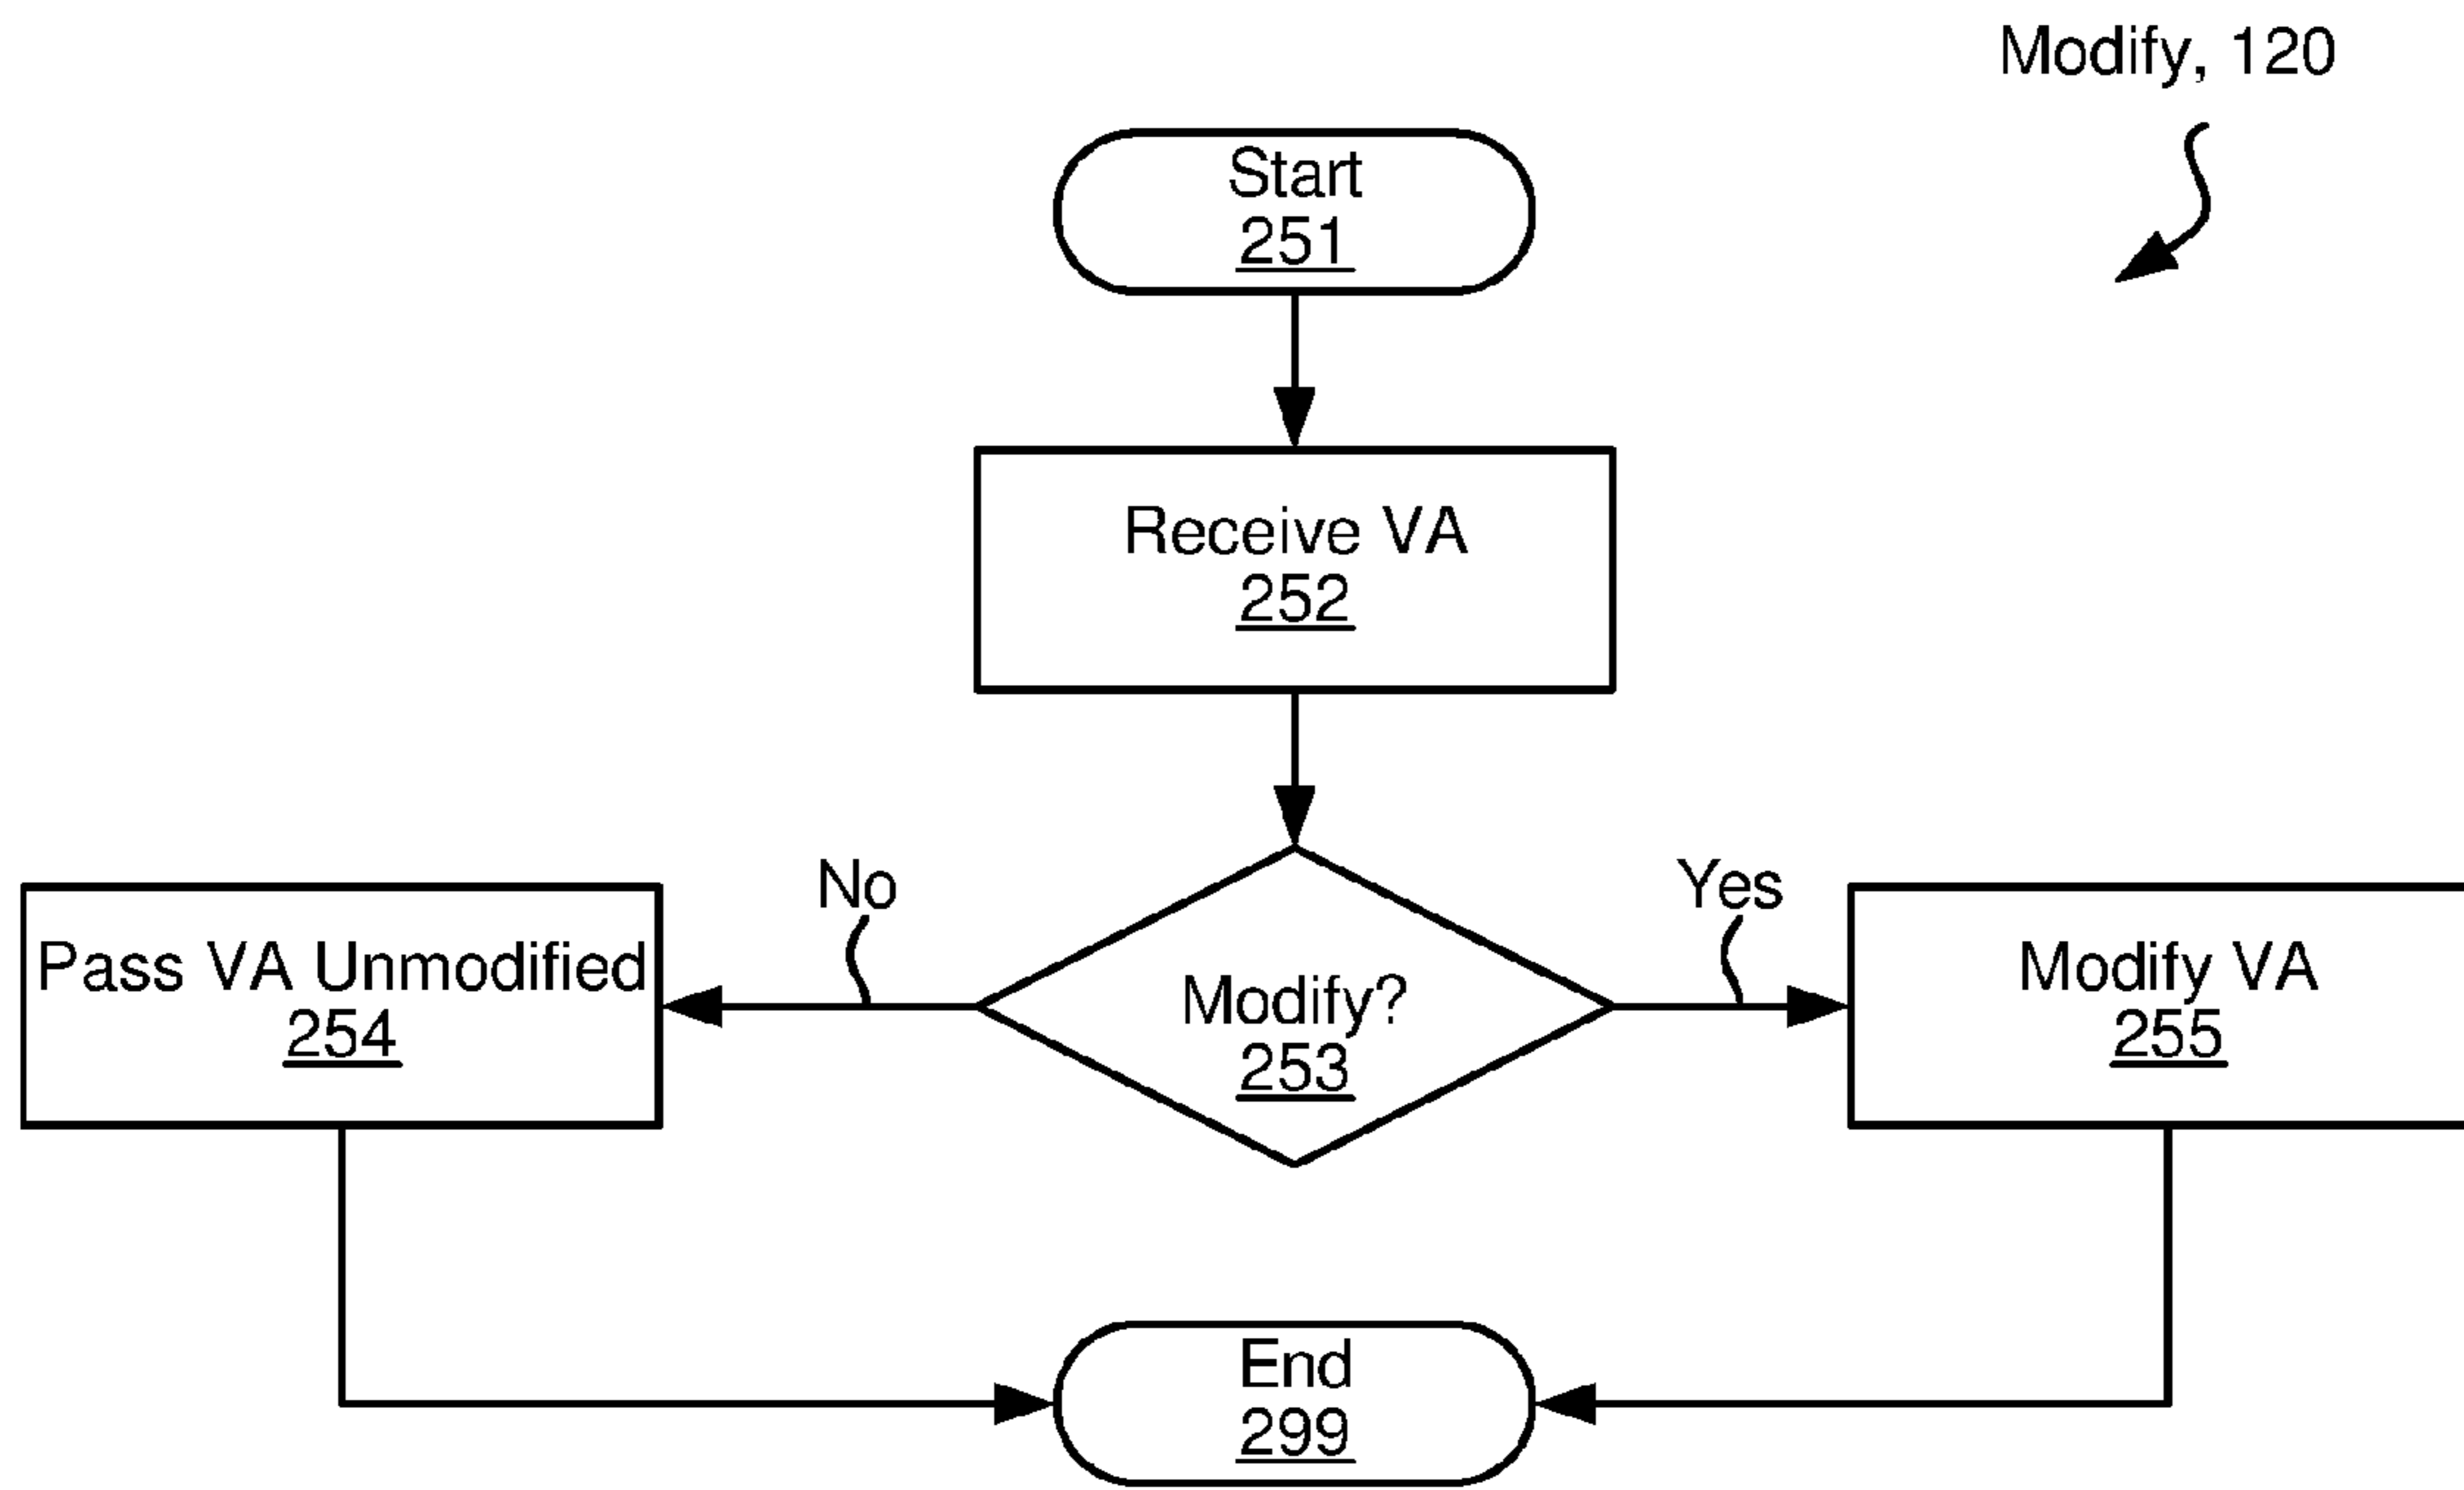 Modify, 120
Start
251
Receive VA
252
No
Yes
Pass VA Unmodified
254
Modify?
253
Modify VA
255
End
299